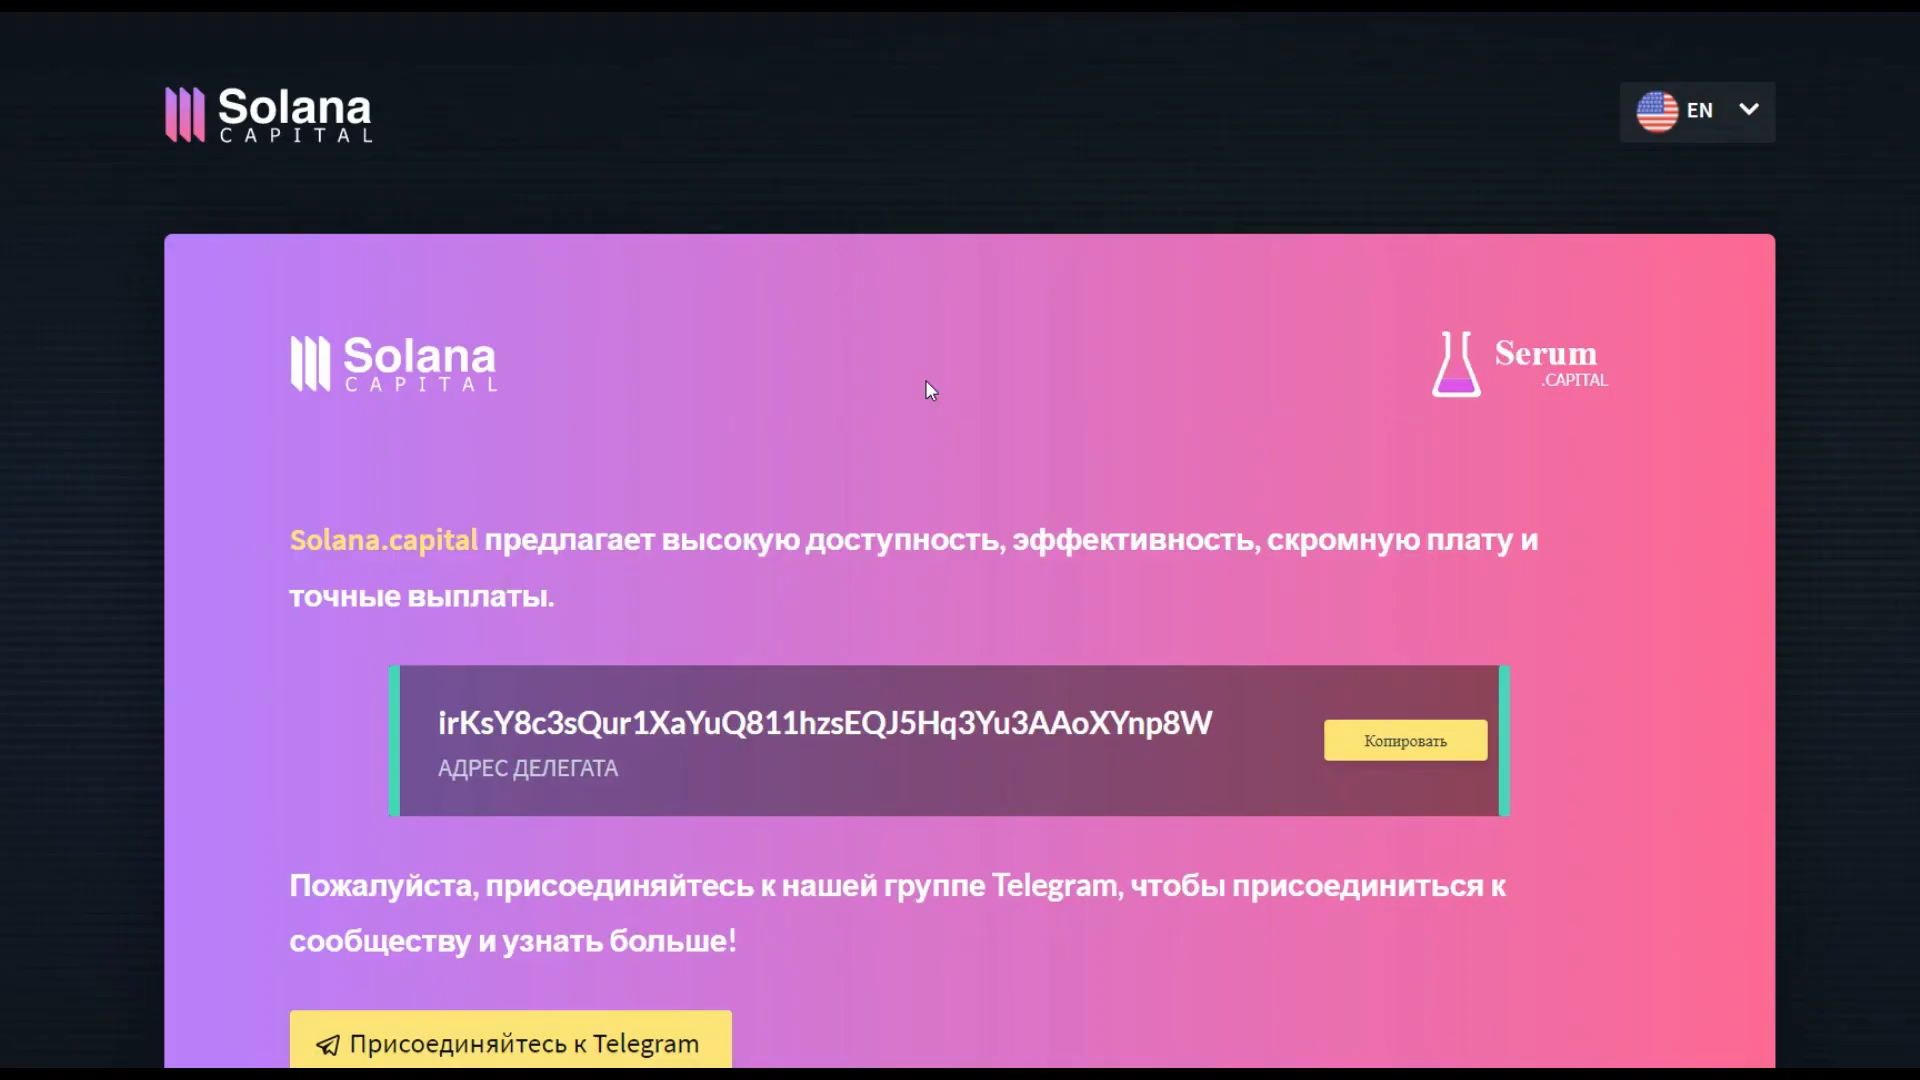 Solana
CAPITAL
EN
Solana
CAPITAL
Serum
.CAPITAL
Solana.capital предлагает высокую доступность, эффективность, скромную плату и
точные выплаты.
irKsY8c3sQur1XaYuQ811hzsEQJ5Hq3Yu3AAoXYnp8W
Копировать
АДРЕС ДЕЛЕГАТА
Пожалуйста, присоединяйтесь к нашей группе Telegram, чтобы присоединиться к
сообществу и узнать больше!
Присоединяйтесь к Telegram